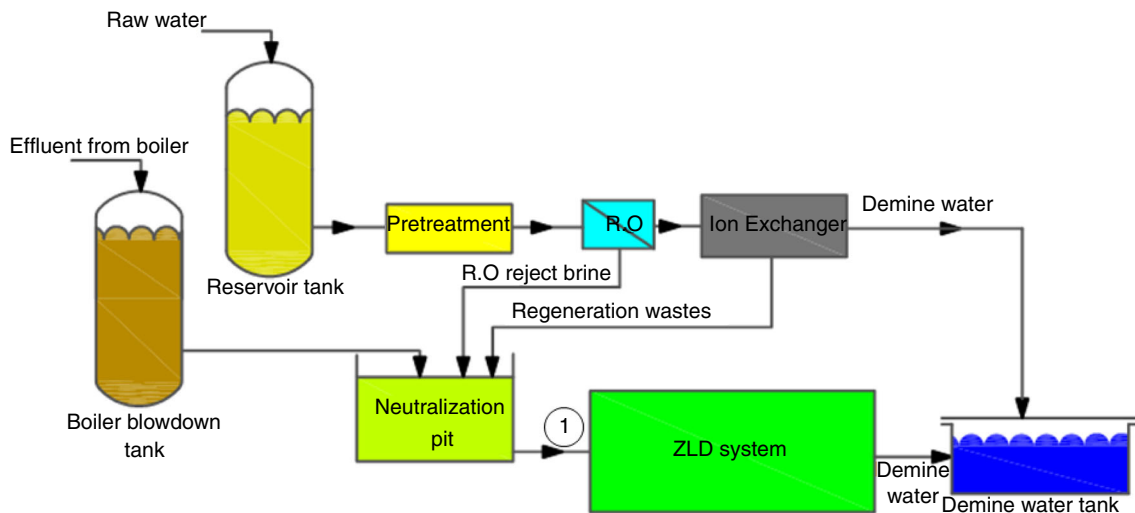 Raw water
Effluent from boiler
Pretreatment
R.O
Ion Exchanger
Demine water
Reservoir tank
R.O reject brine
Regeneration wastes
Boiler blowdown
tank
Neutralization
pit
1
ZLD system
Demine
water
Demine water tank